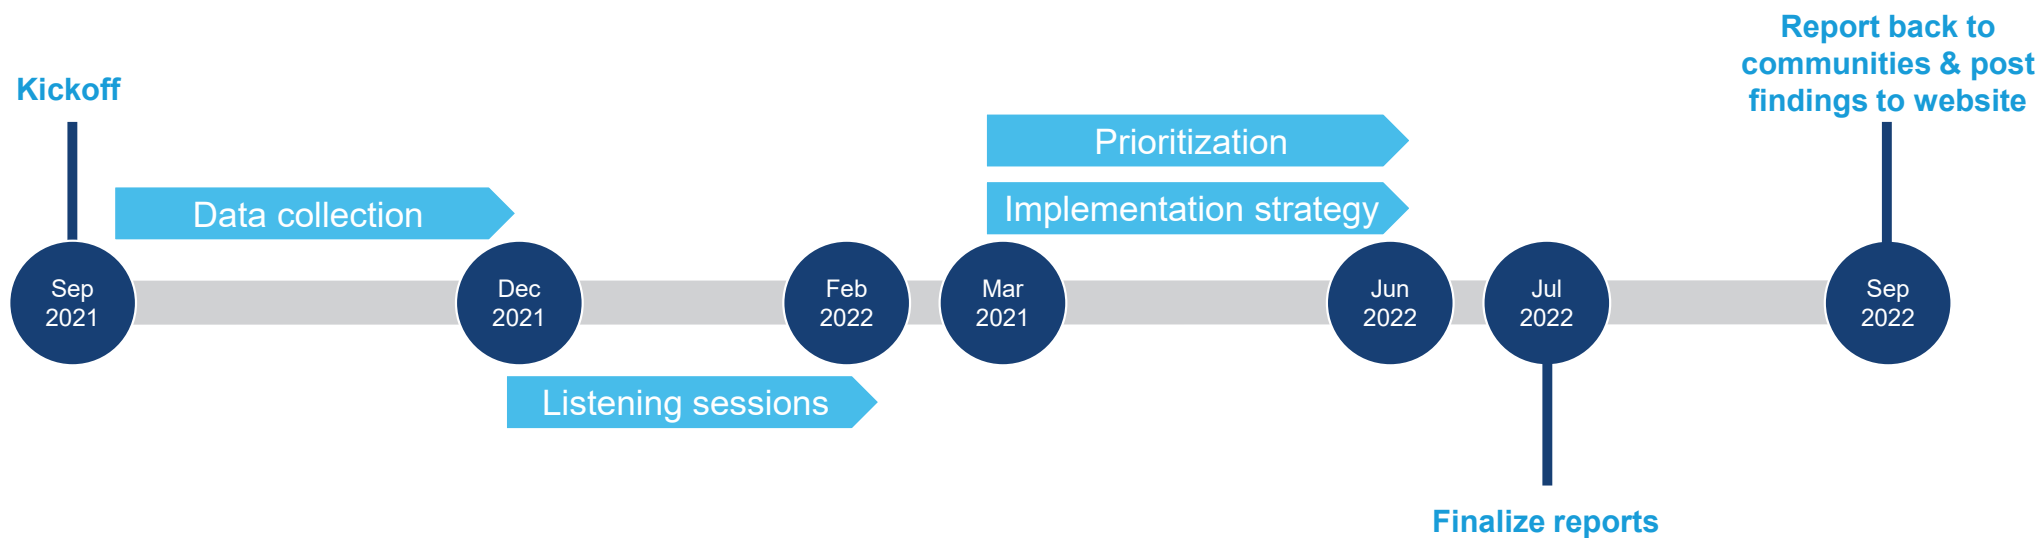 Report back to
communities & post
findings to website
Kickoff
Prioritization
Data collection
Implementation strategy
Sep
2021
Dec
2021
Feb
2022
Mar
2021
Jun
2022
Jul
2022
Sep
2022
Listening sessions
Finalize reports